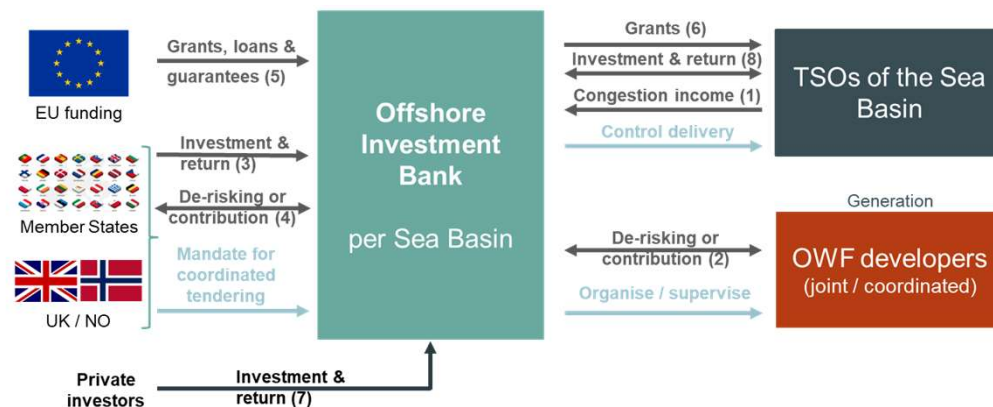 Grants, loans &
guarantees (5)
EU funding
Investment &
return (3)
De-risking or
contribution (4)
Member States
Mandate for
coordinated
tendering
UK / NO
Private
investors
Investment &
return (7)
Offshore
Investment
Bank
per Sea Basin
Grants (6)
Investment & return (8)
Congestion income (1)
Control delivery
TSOs of the Sea
Basin
De-risking or
contribution (2)
Organise / supervise
Generation
OWF developers
(joint / coordinated)